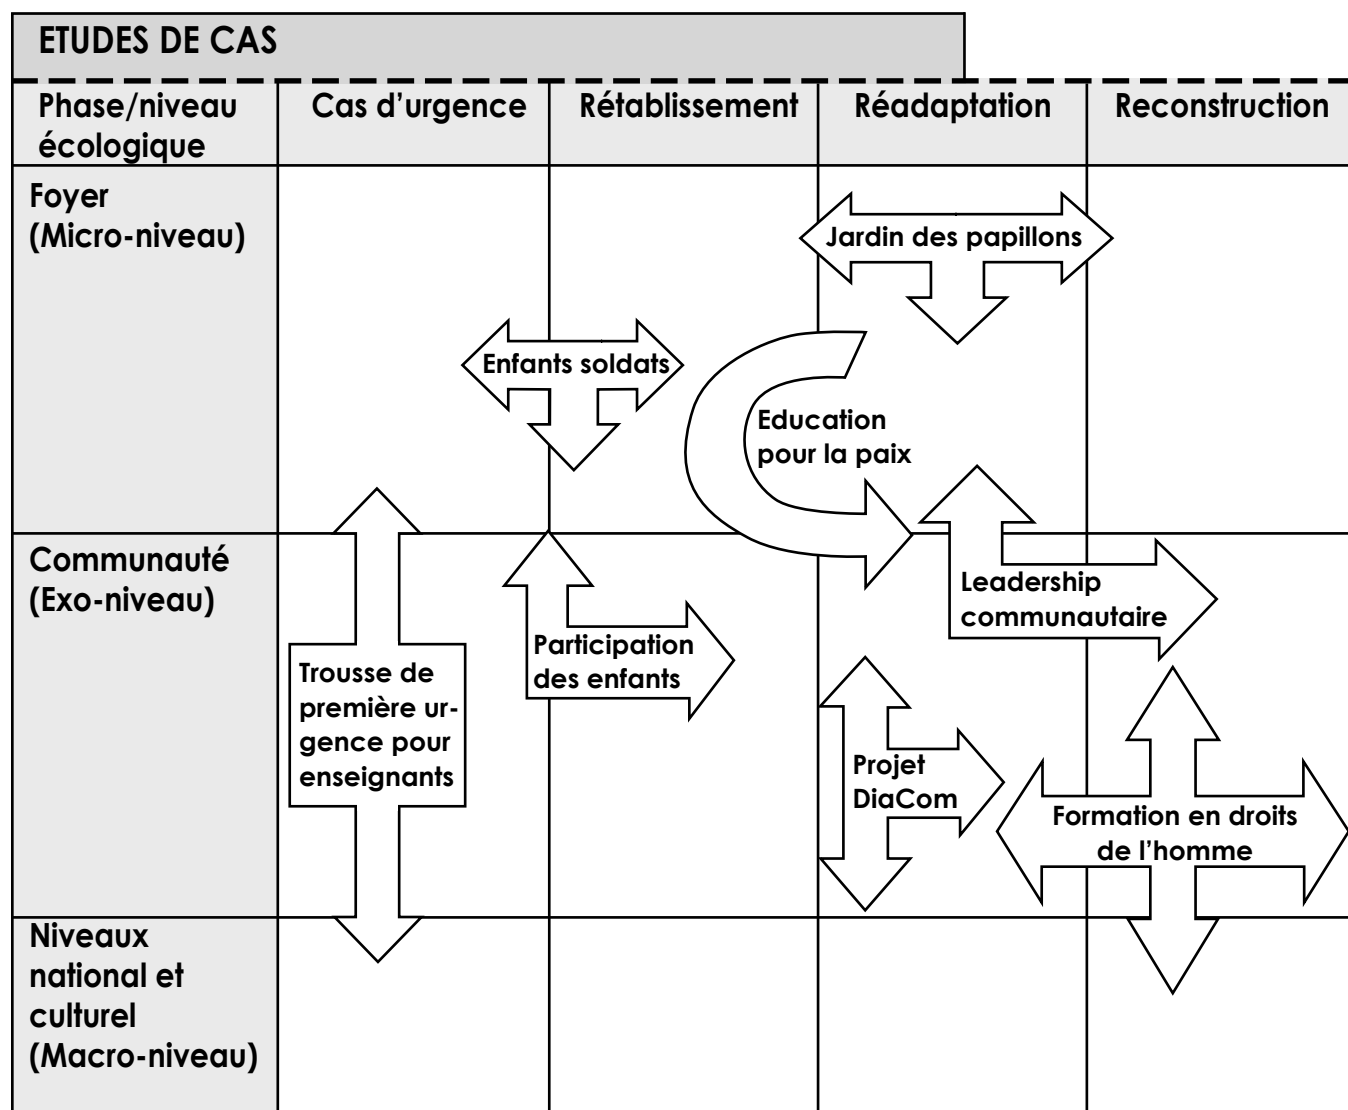 ETUDES DE CAS
Phase/niveau
écologique
Cas d'urgence
Rétablissement
Réadaptation
Reconstruction
Foyer
(Micro-niveau)
Jardin des papillons
Enfants soldats
Education
pour la paix
Communauté
(Exo-niveau)
Leadership
communautaire
Participation
des enfants
Trousse de
première ur-
gence pour
enseignants
Projet
DiaCom
Formation en droits
de l'homme
Niveaux
national et
culturel
(Macro-niveau)